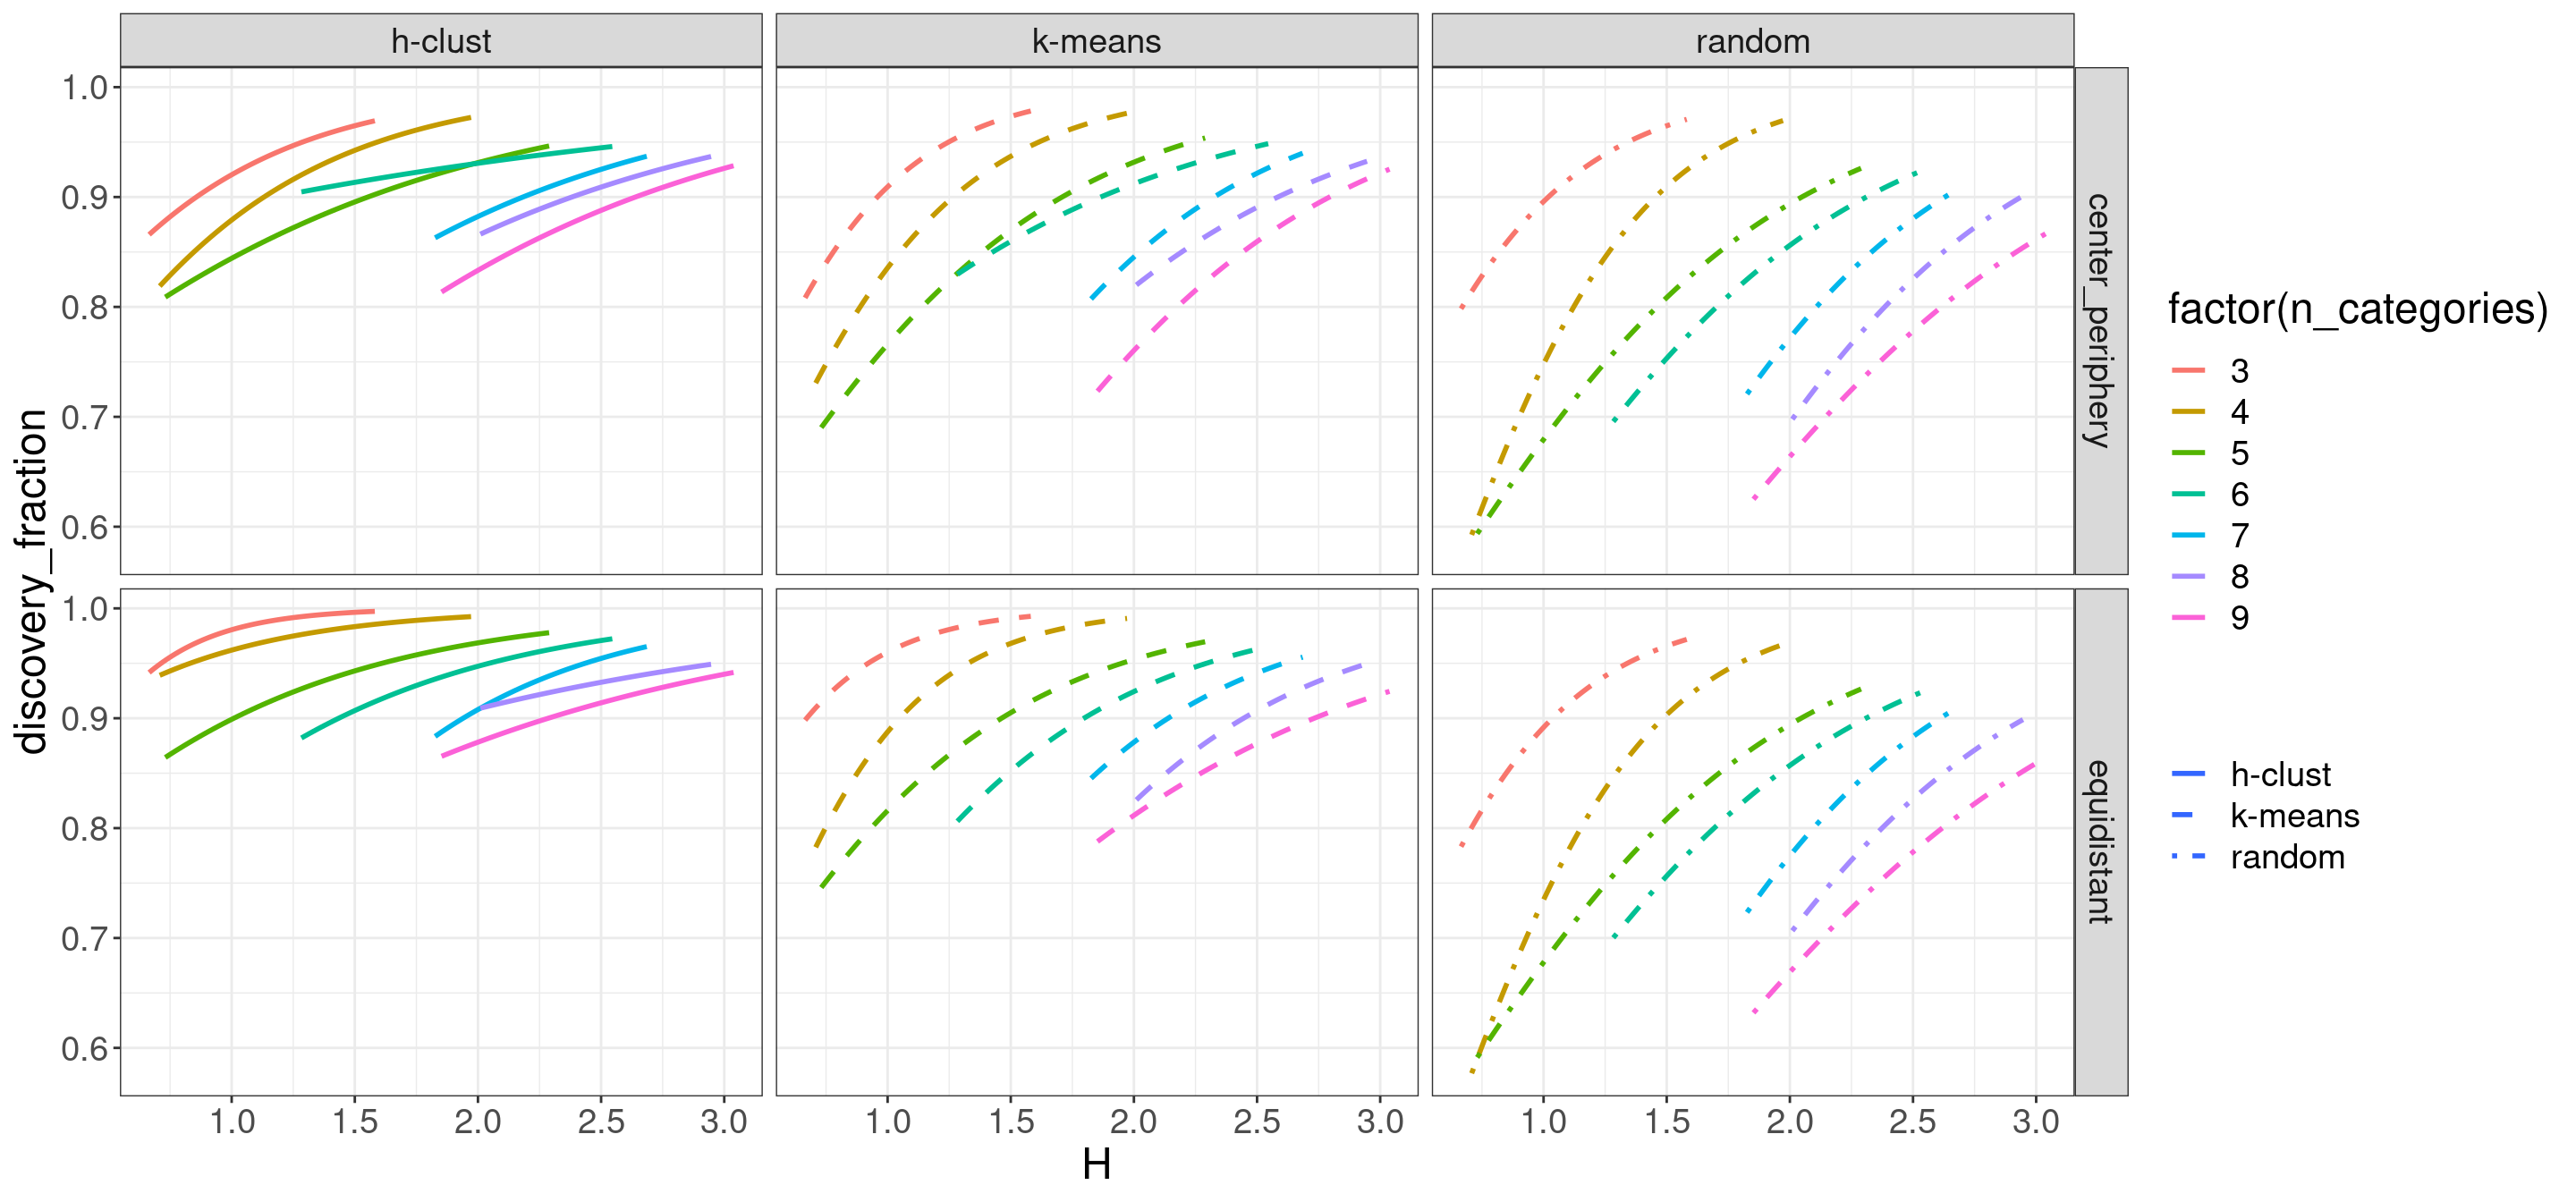 h-clust
k-means
random
1.0
0.9
0.8
0.7
0.6
center_periphery
1.0
0.9
0.8
0.7
0.6
equidistant
discovery_fraction
1.0 1.5 2.0 2.5 3.0
1.0 1.5 2.0 2.5 3.0
1.0 1.5 2.0 2.5 3.0
H
factor(n_categories)
3
4
5
6
7
8
9
h-clust
k-means
random